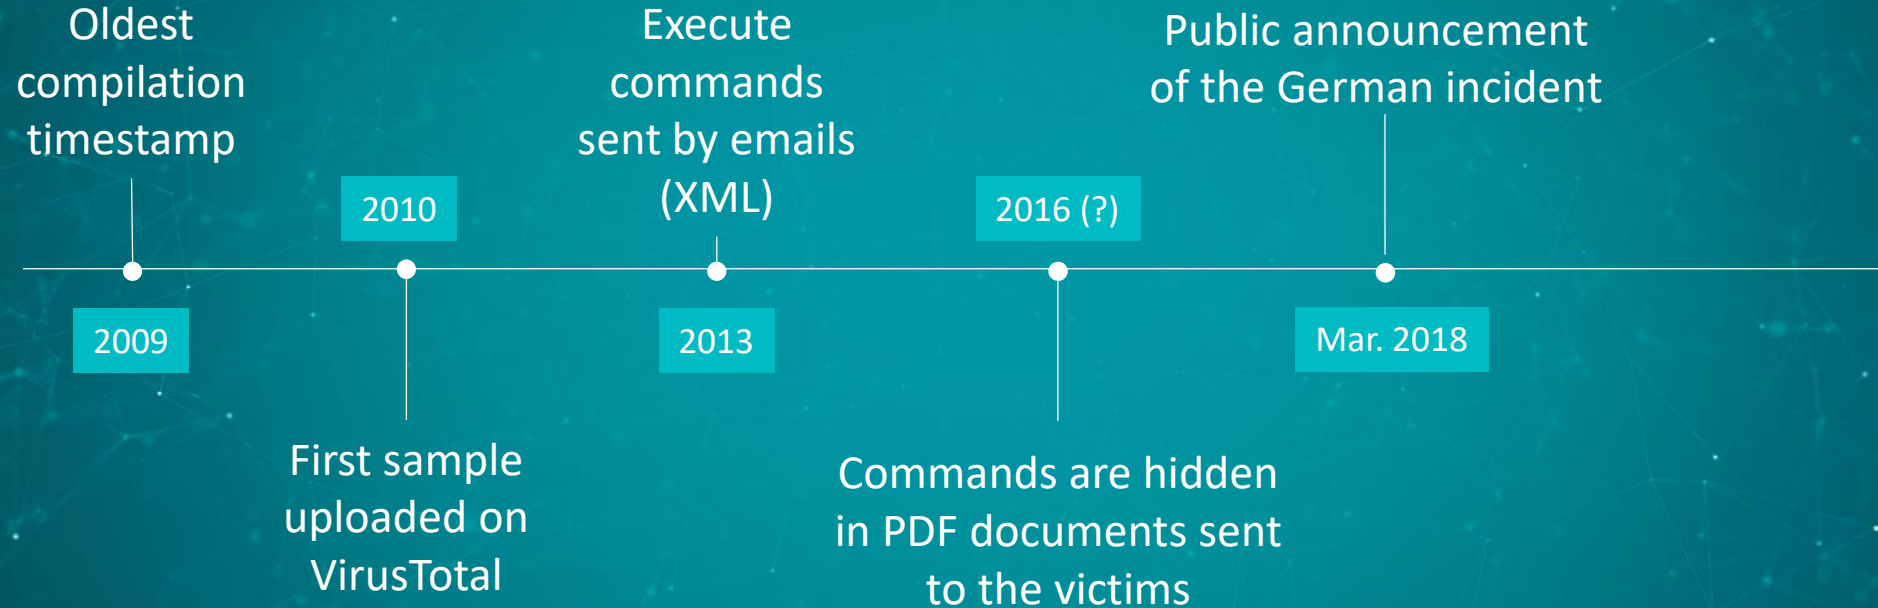 Oldest
compilation
timestamp
2009
2010
First sample
uploaded on
VirusTotal
Execute
commands
sent by emails
(XML)
2013
2016 (?)
Commands are hidden
in PDF documents sent
to the victims
Public announcement
of the German incident
Mar. 2018